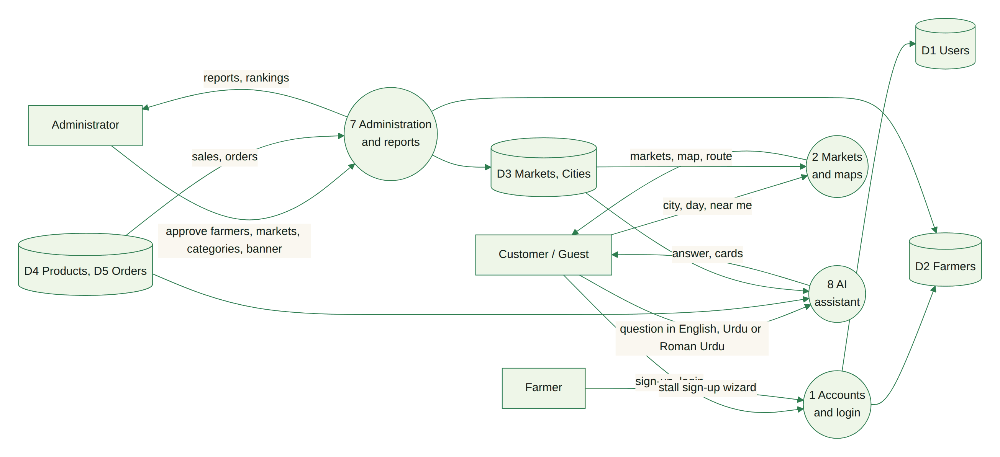 D1 Users
reports, rankings
Administrator
7 Administration
and reports
sales, orders
D3 Markets, Cities
markets, map, route
2 Markets
and maps
city, day, near me
approve farmers, markets,
categories, banner
D4 Products, D5 Orders
Customer / Guest
answer, cards
D2 Farmers
8 AI
assistant
question in English, Urdu or
Roman Urdu
Farmer
sign-up, login
stall sign-up wizard
1 Accounts
and login